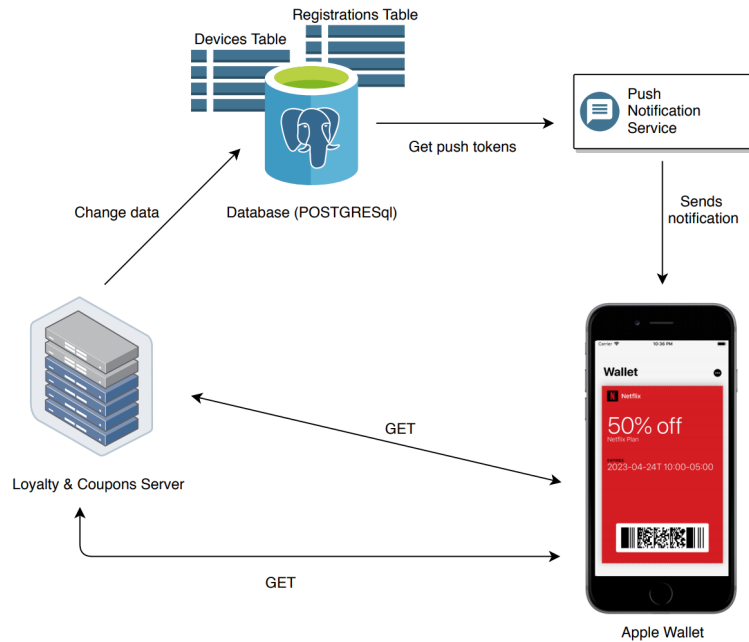 Registrations Table
Devices Table
Push
Notification
Service
Get push tokens
Change data
Database (POSTGRESql)
Sends
notification
Carrier
10:36 PM
Wallet
N Netflix
50% off
Netflix Plan
EXPIRES
2023-04-24T 10:00-05:00
GET
Loyalty & Coupons Server
GET
Apple Wallet